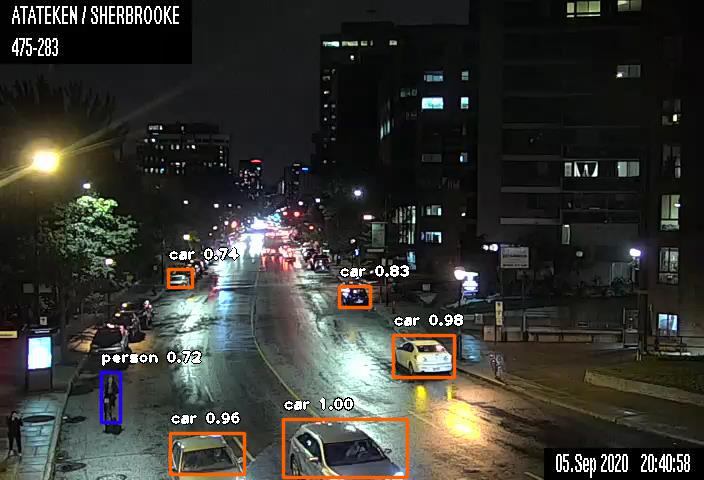 ATATEKEN / SHERBROOKE
475-283
car 0.74
car 0.83
car 0.98
person 0.72
car 1.00
car 0.96
05.Sep 2020 20:40:58